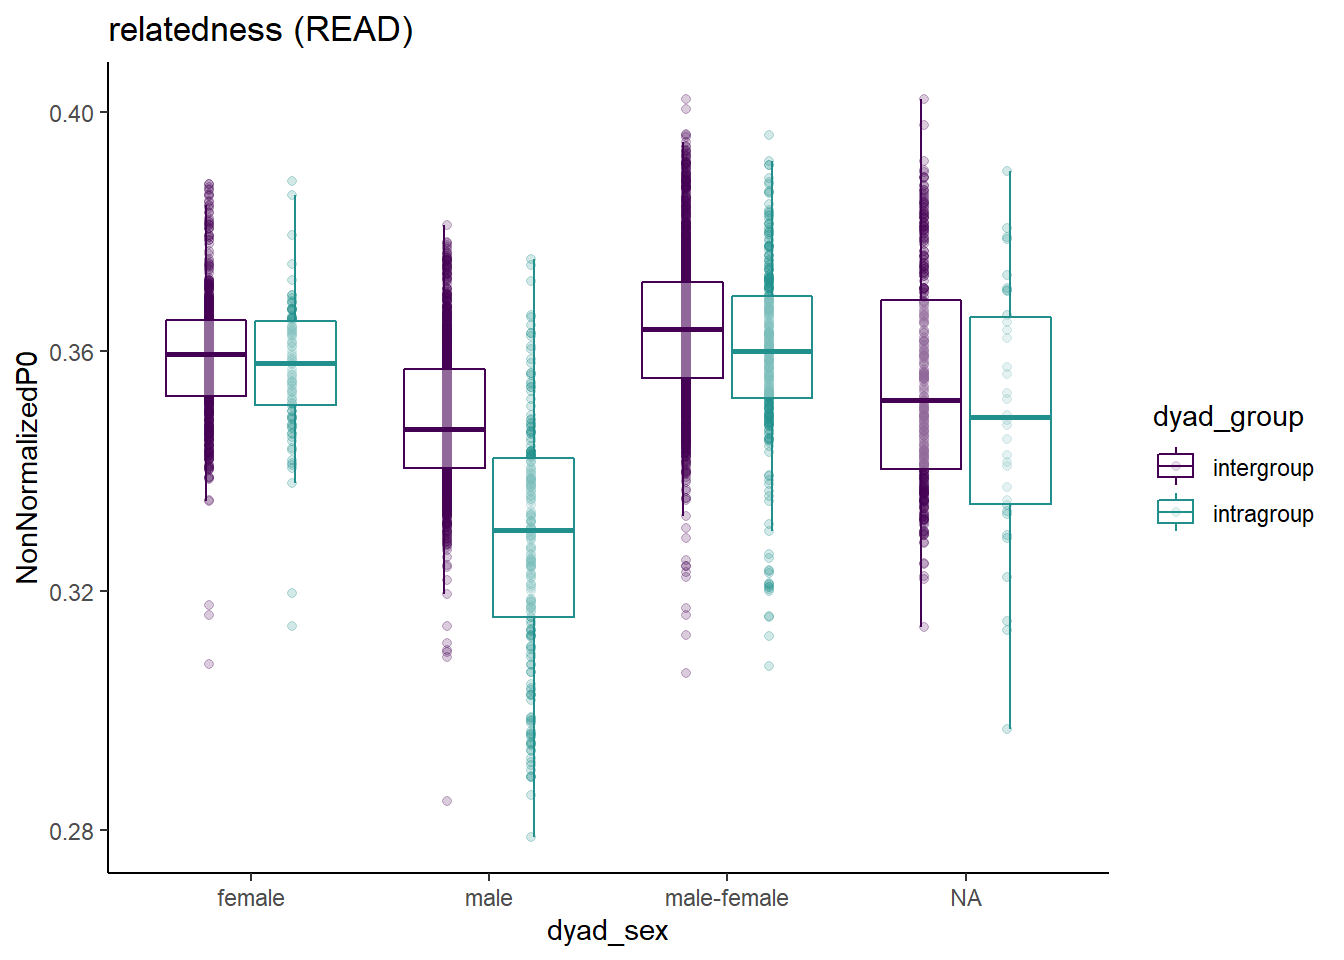 relatedness (READ)
NonNormalizedP0
0.40
0.36
0.32
0.28
female male male-female NA
dyad_sex
dyad_group
intergroup
intragroup